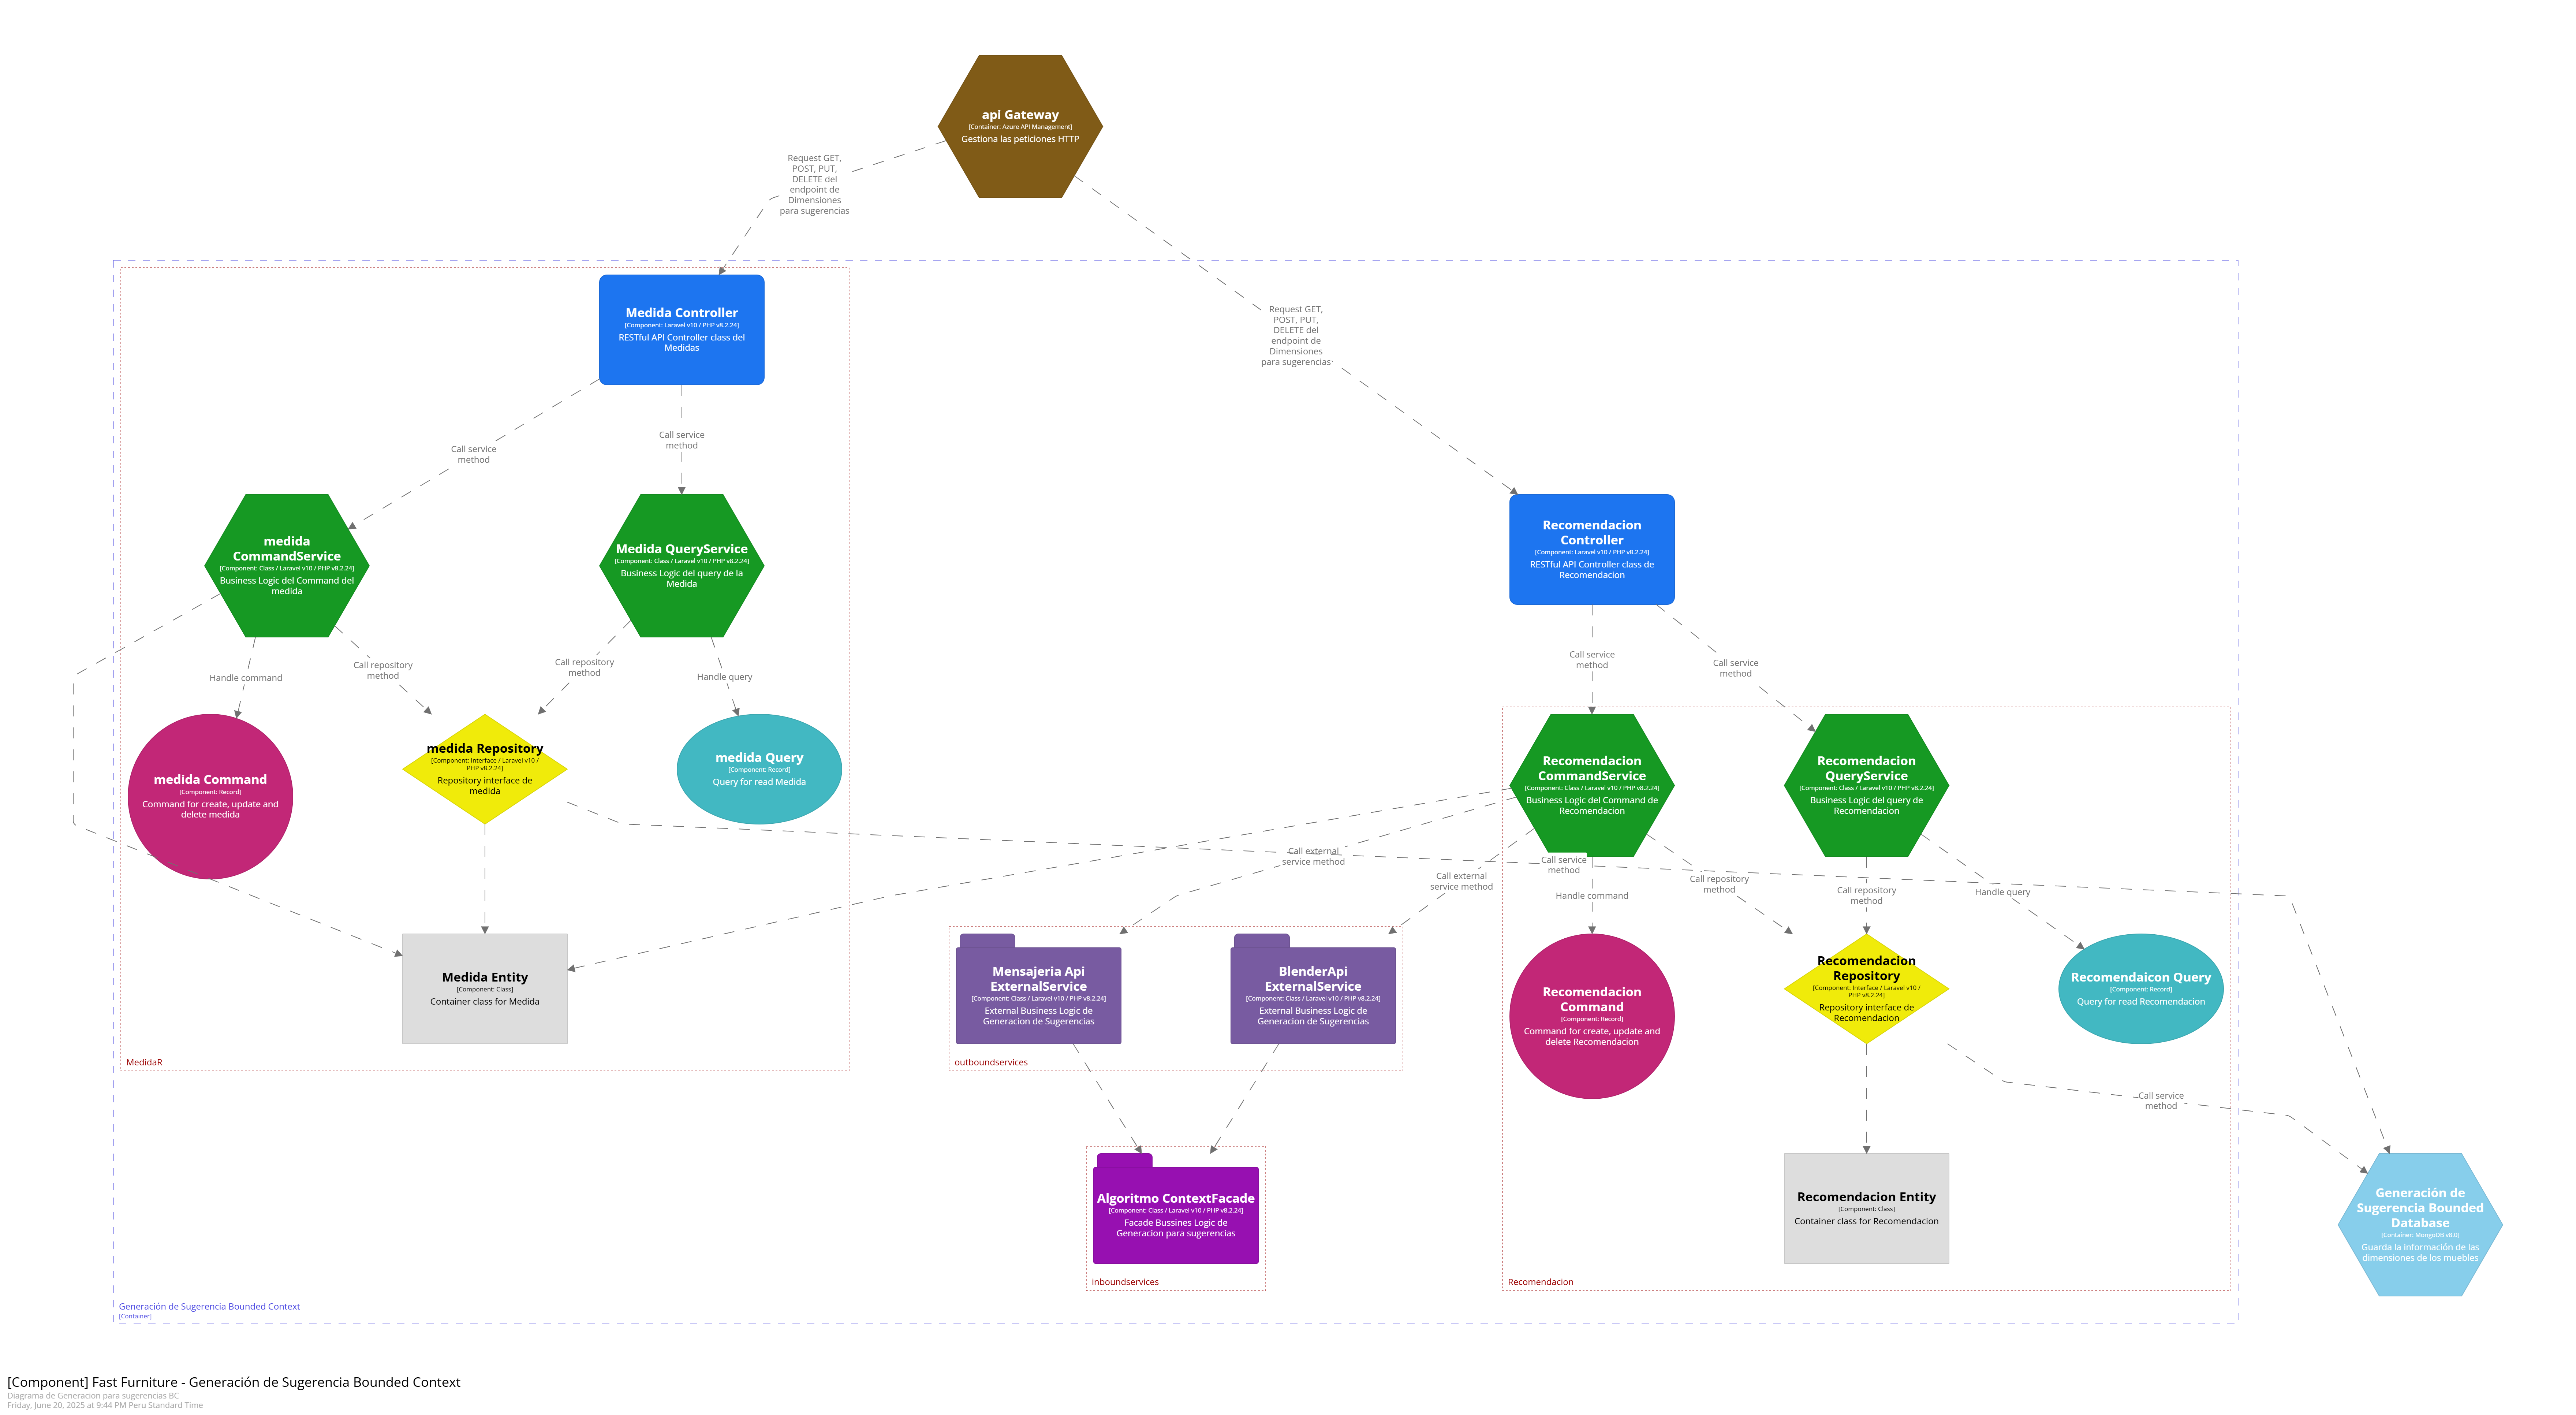 api Gateway
[Container: Azure API Management]
Gestiona las peticiones HTTP
Request GET,
POST, PUT,
DELETE del
endpoint de
Dimensiones
para sugerencias
Request GET,
POST, PUT,
DELETE del
endpoint de
Dimensiones
para sugerencias
Medida Controller
[Component: Laravel v10 / PHP v8.2.24]
RESTful API Controller class del
Medidas
Call service
method
Call service
method
medida
CommandService
[Component: Class / Laravel v10 / PHP v8.2.24]
Business Logic del Command del
medida
Medida QueryService
[Component: Class / Laravel v10 / PHP v8.2.24]
Business Logic del query de la
Medida
Recomendacion
Controller
[Component: Laravel v10 / PHP v8.2.24]
RESTful API Controller class de
Recomendacion
Handle command
Call repository
method
Call repository
method
Handle query
Call service
method
Call service
method
medida Command
[Component: Record]
Command for create, update and
delete medida
medida Repository
[Component: Interface / Laravel v10 /
PHP v8.2.24]
Repository interface de
medida
medida Query
[Component: Record]
Query for read Medida
Recomendacion
CommandService
[Component: Class / Laravel v10 / PHP v8.2.24]
Business Logic del Command de
Recomendacion
Recomendacion
QueryService
[Component: Class / Laravel v10 / PHP v8.2.24]
Business Logic del query de
Recomendacion
Call external
service method
Call external
service method
Call service
method
Handle command
Call repository
method
Call repository
method
Handle query
Medida Entity
[Component: Class]
Container class for Medida
MedidaR
Mensajeria Api
ExternalService
[Component: Class / Laravel v10 / PHP v8.2.24]
External Business Logic de
Generacion de Sugerencias
BlenderApi
ExternalService
[Component: Class / Laravel v10 / PHP v8.2.24]
External Business Logic de
Generacion de Sugerencias
outboundservices
Recomendacion
Command
[Component: Record]
Command for create, update and
delete Recomendacion
Recomendacion
Repository
[Component: Interface / Laravel v10 /
PHP v8.2.24]
Repository interface de
Recomendacion
Recomendaicon Query
[Component: Record]
Query for read Recomendacion
Call service
method
Algoritmo ContextFacade
[Component: Class / Laravel v10 / PHP v8.2.24]
Facade Bussines Logic de
Generacion para sugerencias
inboundservices
Recomendacion Entity
[Component: Class]
Container class for Recomendacion
Recomendacion
Generación de
Sugerencia Bounded
Database
[Container: MongoDB v8.0]
Guarda la información de las
dimensiones de los muebles
Generación de Sugerencia Bounded Context
[Container]
[Component] Fast Furniture - Generación de Sugerencia Bounded Context
Diagrama de Generacion para sugerencias BC
Friday, June 20, 2025 at 9:44 PM Peru Standard Time